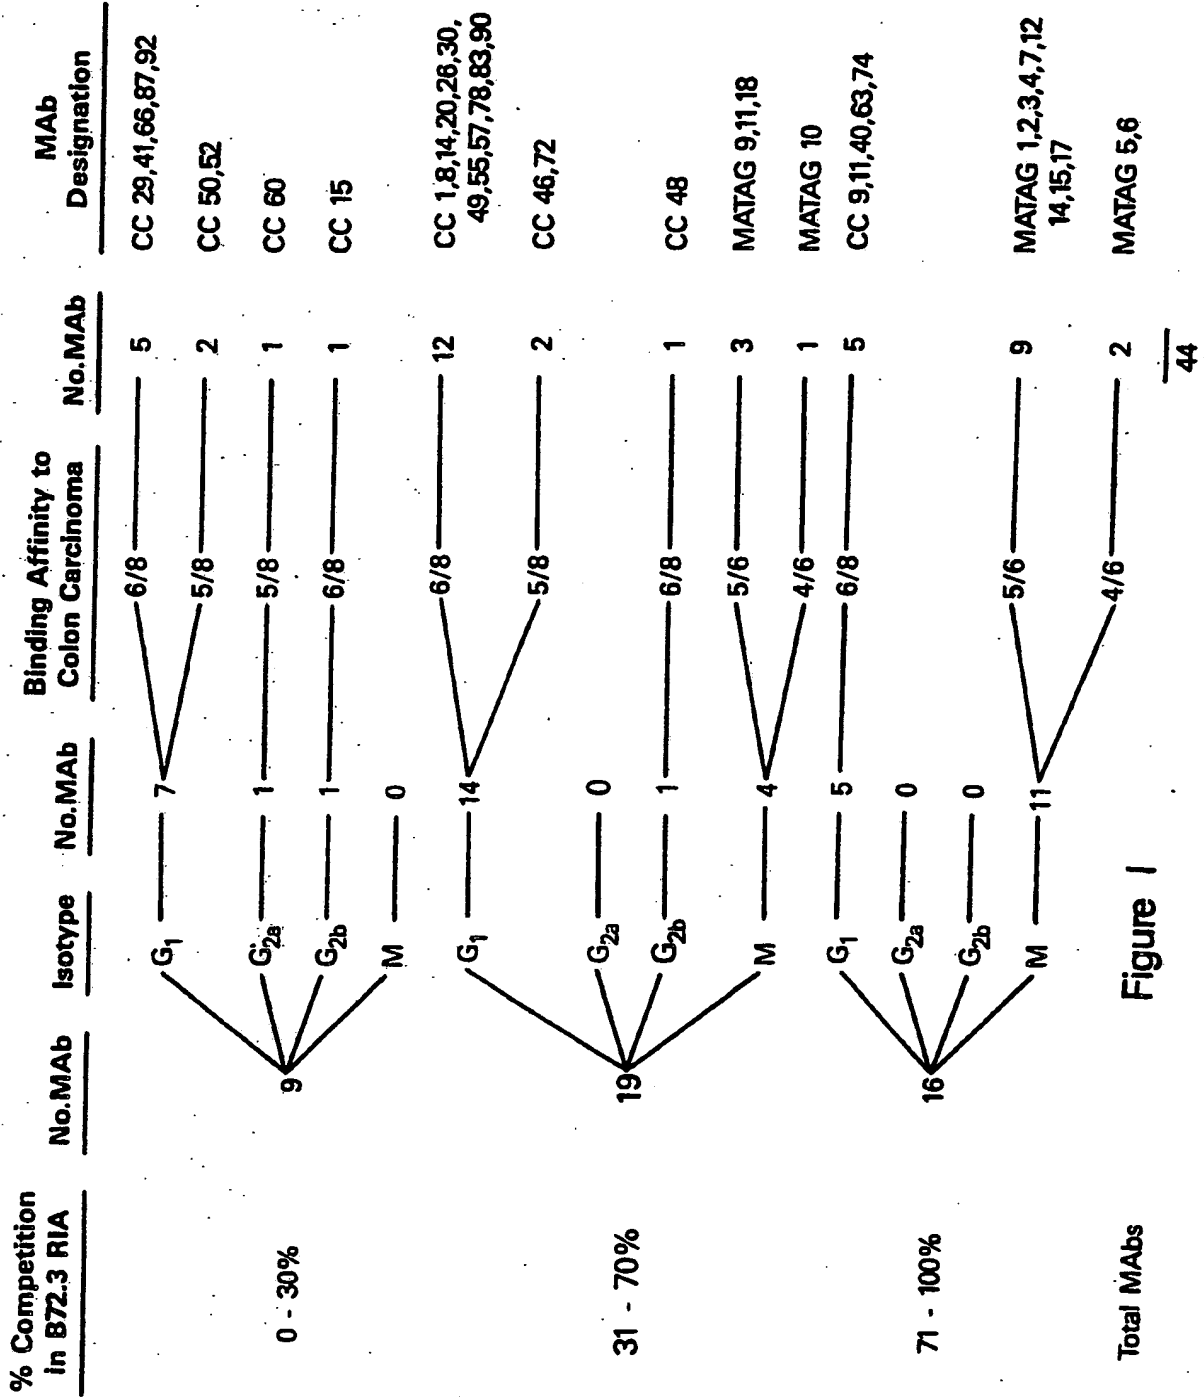 % Competition
in B72.3 RIA
No.MAb
Isotype
No.MAb
Binding Affinity to
Colon Carcinoma
No.MAb
MAb
Designation
0 - 30%
9
G1
7
6/8
5
CC 29,41,66,87,92
5/8
2
CC 50,52
G2a
1
5/8
1
CC 60
G2b
1
6/8
1
CC 15
M
0
31 - 70%
19
G1
14
6/8
12
CC 1,8,14,20,26,30,
49,55,57,78,83,90
5/8
2
CC 46,72
G2a
0
G2b
1
6/8
1
CC 48
M
4
5/6
3
MATAG 9,11,18
4/6
1
MATAG 10
71 - 100%
16
G1
5
6/8
5
CC 9,11,40,63,74
G2a
0
G2b
0
M
11
5/6
9
MATAG 1,2,3,4,7,12
14,15,17
4/6
2
MATAG 5,6
Total MAbs
44
Figure 1